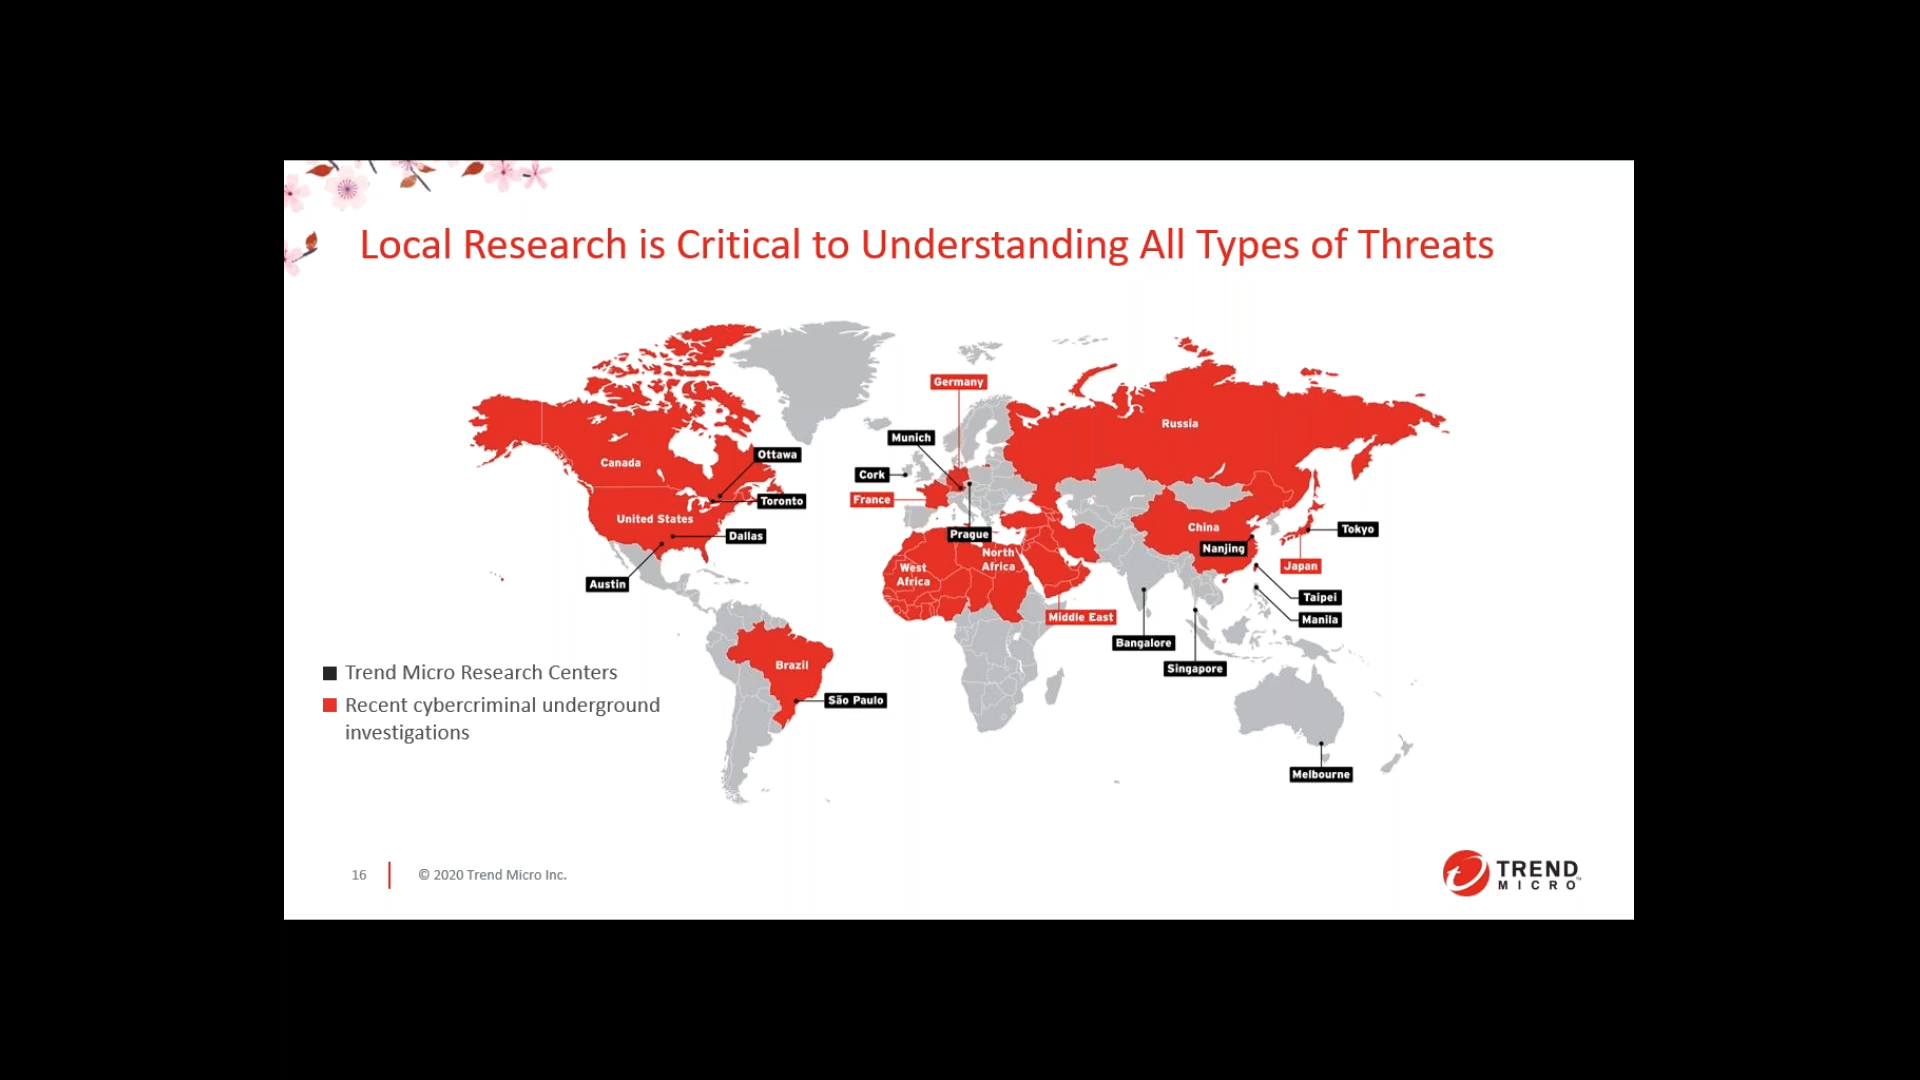 Local Research is Critical to Understanding All Types of Threats
Germany
Russia
Munich
Ottawa
Canada
Cork
France
Toronto
United States
China
Tokyo
Dallas
Prague
Nanjing
North
Africa
West
Africa
Japan
Austin
Taipei
Middle East
Manila
Bangalore
Brazil
Singapore
São Paulo
Trend Micro Research Centers
Recent cybercriminal underground
investigations
Melbourne
16
© 2020 Trend Micro Inc.
TREND
MICRO™